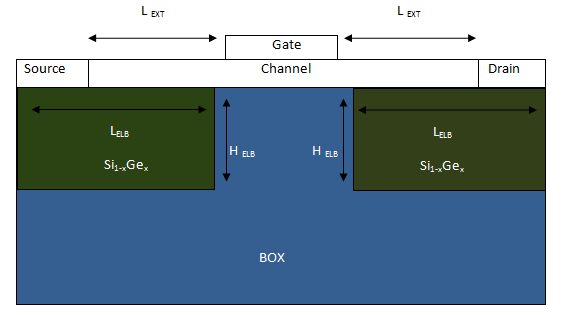 L EXT L EXT
Gate
Source Channel Drain
LELB LELB
H ELB H ELB
Si1-xGex Si1-xGex
BOX